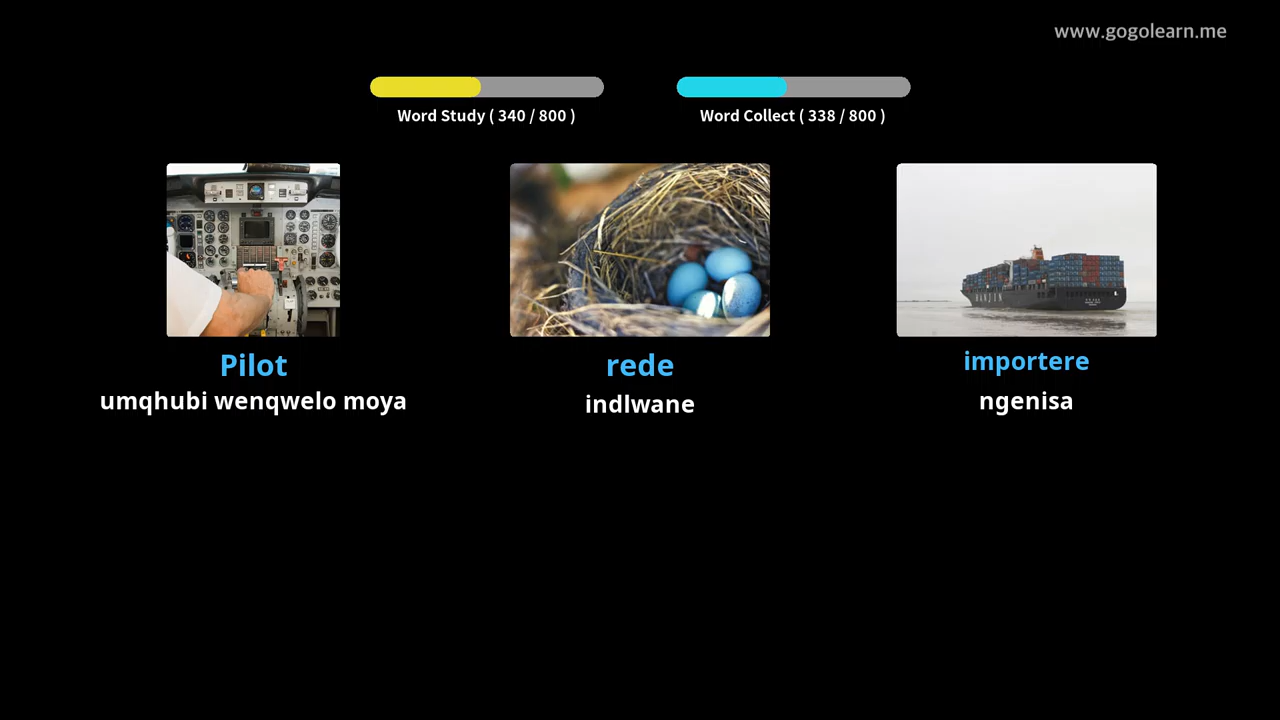 www.gogolearn.me
Word Study ( 340 / 800 )
Word Collect ( 338 / 800 )
Pilot
umqhubi wenqwelo moya
rede
indlwane
importere
ngenisa